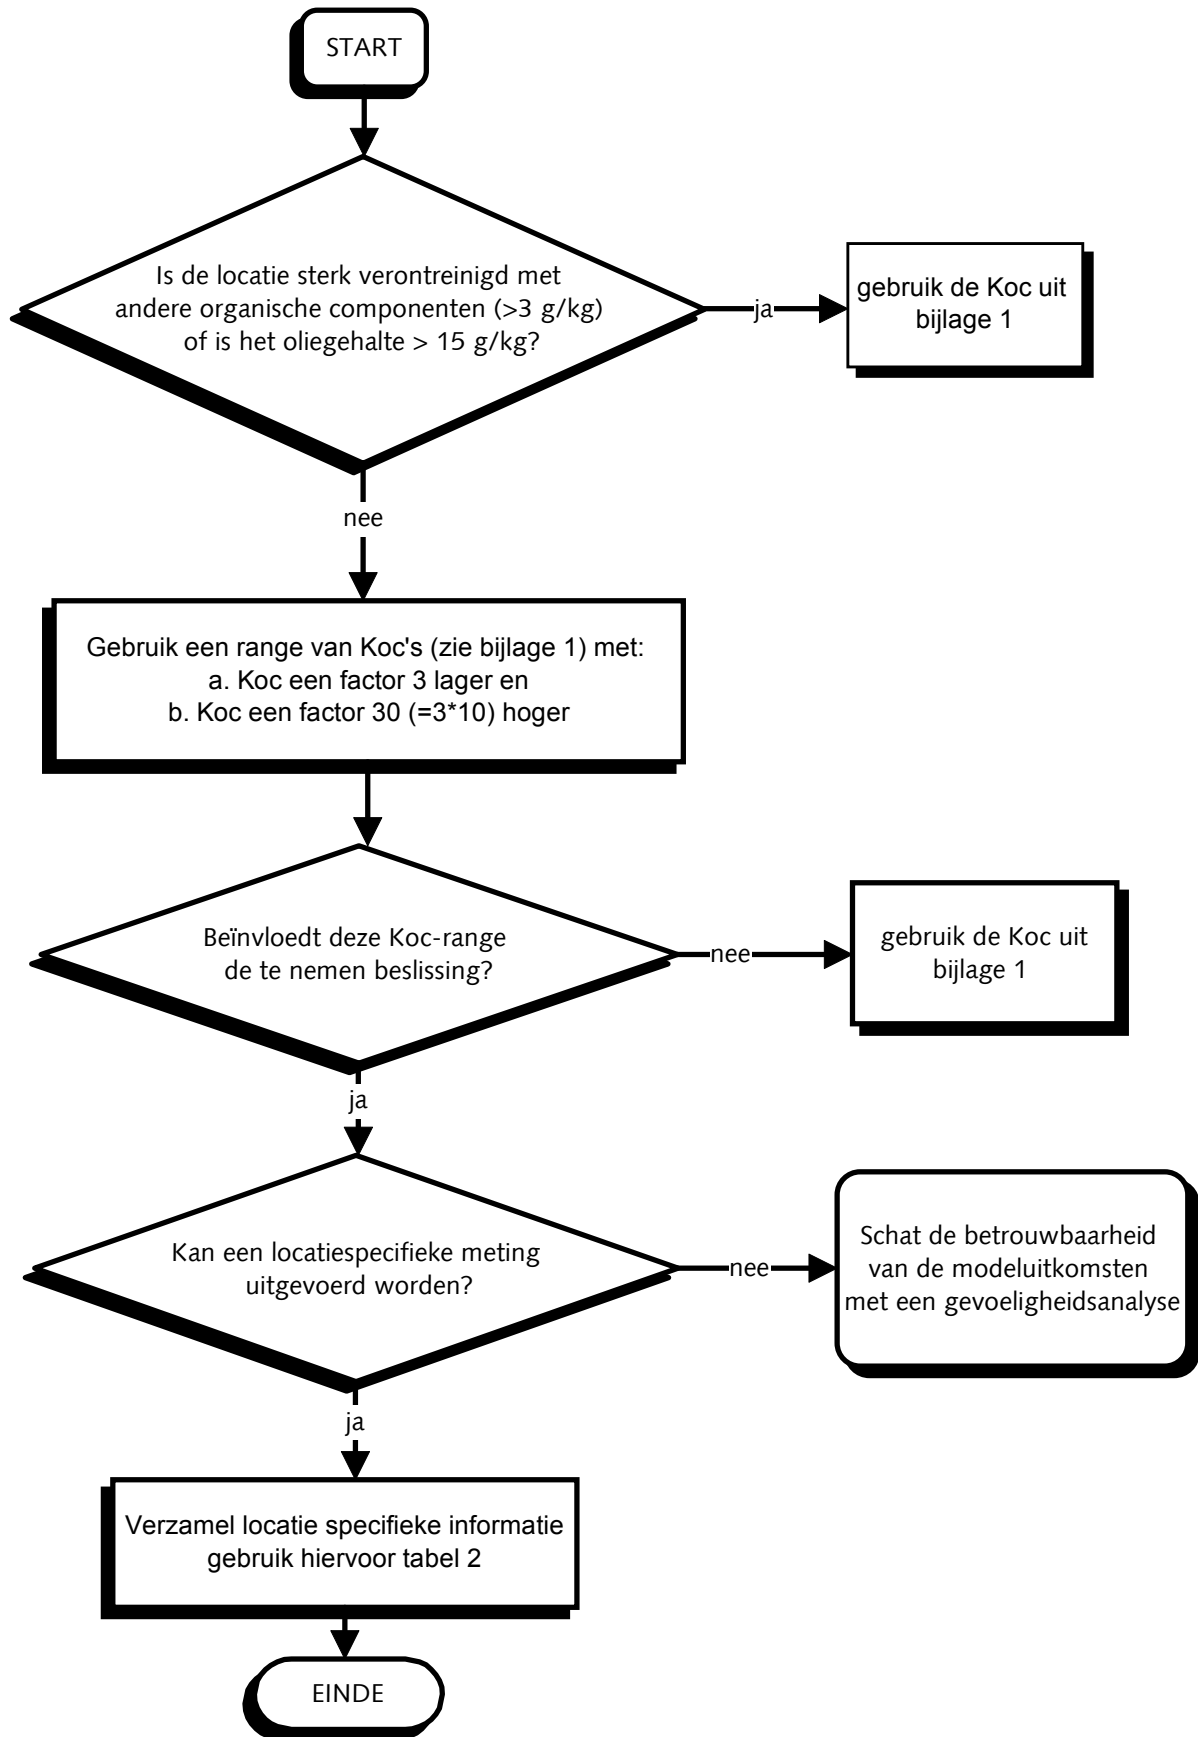 START
Is de locatie sterk verontreinigd met
andere organische componenten (>3 g/kg)
of is het oliegehalte > 15 g/kg?
ja
gebruik de Koc uit
bijlage 1
nee
Gebruik een range van Koc's (zie bijlage 1) met:
a. Koc een factor 3 lager en
b. Koc een factor 30 (=3*10) hoger
Beïnvloedt deze Koc-range
de te nemen beslissing?
nee
gebruik de Koc uit
bijlage 1
ja
Kan een locatiespecifieke meting
uitgevoerd worden?
nee
Schat de betrouwbaarheid
van de modeluitkomsten
met een gevoeligheidsanalyse
ja
Verzamel locatie specifieke informatie
gebruik hiervoor tabel 2
EINDE